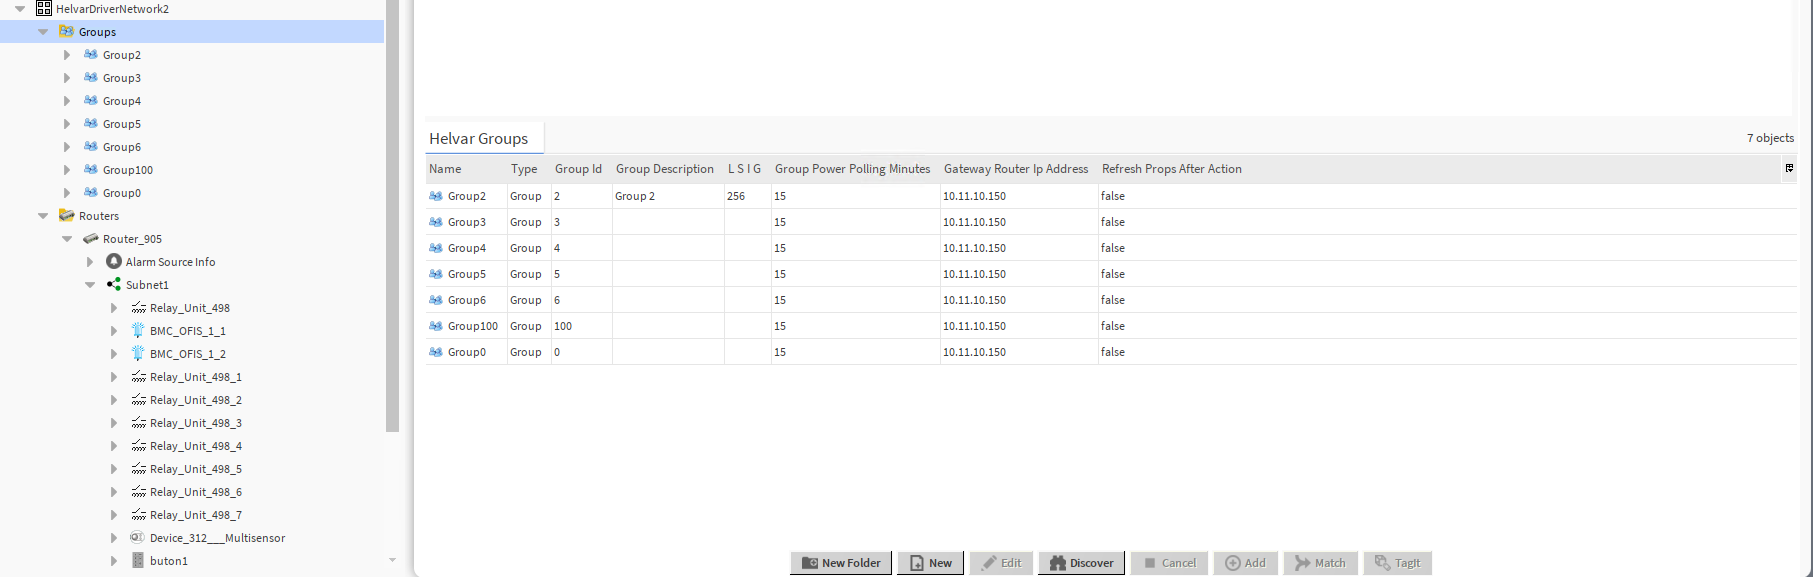 HelvarDriverNetwork2
Groups
Group2
Group3
Group4
Group5
Group6
Group100
Group0
Routers
Router_905
Alarm Source Info
Subnet1
Relay_Unit_498
BMC_OFIS_1_1
BMC_OFIS_1_2
Relay_Unit_498_1
Relay_Unit_498_2
Relay_Unit_498_3
Relay_Unit_498_4
Relay_Unit_498_5
Relay_Unit_498_6
Relay_Unit_498_7
Device_312___Multisensor
buton1
Helvar Groups 7 objects
Name Type Group Id Group Description L S I G Group Power Polling Minutes Gateway Router Ip Address Refresh Props After Action
Group2 Group 2 Group 2 256 15 10.11.10.150 false
Group3 Group 3 15 10.11.10.150 false
Group4 Group 4 15 10.11.10.150 false
Group5 Group 5 15 10.11.10.150 false
Group6 Group 6 15 10.11.10.150 false
Group100 Group 100 15 10.11.10.150 false
Group0 Group 0 15 10.11.10.150 false
New Folder New Edit Discover Cancel Add Match TagIt